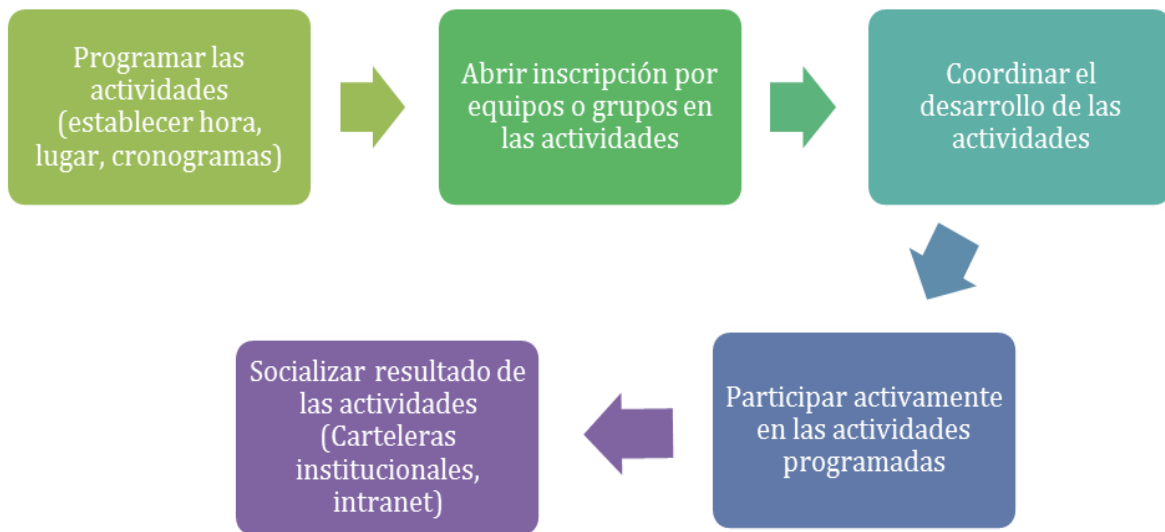 Programar las
actividades
(establecer hora,
lugar, cronogramas)
Abrir inscripción por
equipos o grupos en
las actividades
Coordinar el
desarrollo de las
actividades
Participar activamente
en las actividades
programadas
Socializar resultado de
las actividades
(Carteleras
institucionales,
intranet)